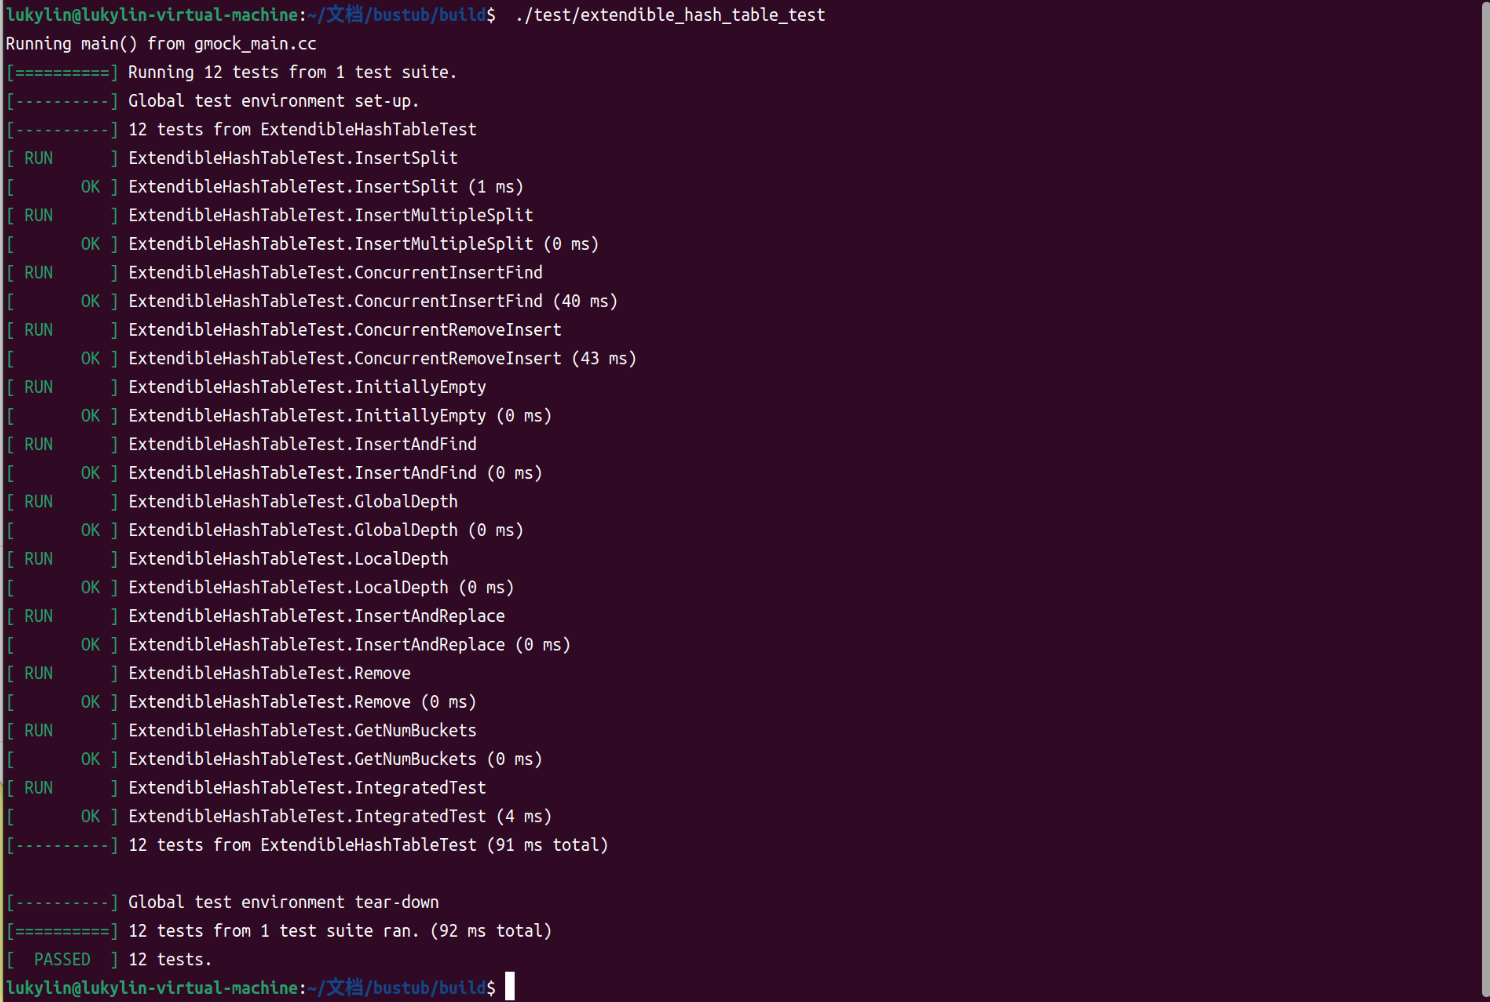 lukylin@lukylin-virtual-machine:~/文档/bustub/build$  ./test/extendible_hash_table_test
Running main() from gmock_main.cc
[==========] Running 12 tests from 1 test suite.
[----------] Global test environment set-up.
[----------] 12 tests from ExtendibleHashTableTest
[ RUN      ] ExtendibleHashTableTest.InsertSplit
[       OK ] ExtendibleHashTableTest.InsertSplit (1 ms)
[ RUN      ] ExtendibleHashTableTest.InsertMultipleSplit
[       OK ] ExtendibleHashTableTest.InsertMultipleSplit (0 ms)
[ RUN      ] ExtendibleHashTableTest.ConcurrentInsertFind
[       OK ] ExtendibleHashTableTest.ConcurrentInsertFind (40 ms)
[ RUN      ] ExtendibleHashTableTest.ConcurrentRemoveInsert
[       OK ] ExtendibleHashTableTest.ConcurrentRemoveInsert (43 ms)
[ RUN      ] ExtendibleHashTableTest.InitiallyEmpty
[       OK ] ExtendibleHashTableTest.InitiallyEmpty (0 ms)
[ RUN      ] ExtendibleHashTableTest.InsertAndFind
[       OK ] ExtendibleHashTableTest.InsertAndFind (0 ms)
[ RUN      ] ExtendibleHashTableTest.GlobalDepth
[       OK ] ExtendibleHashTableTest.GlobalDepth (0 ms)
[ RUN      ] ExtendibleHashTableTest.LocalDepth
[       OK ] ExtendibleHashTableTest.LocalDepth (0 ms)
[ RUN      ] ExtendibleHashTableTest.InsertAndReplace
[       OK ] ExtendibleHashTableTest.InsertAndReplace (0 ms)
[ RUN      ] ExtendibleHashTableTest.Remove
[       OK ] ExtendibleHashTableTest.Remove (0 ms)
[ RUN      ] ExtendibleHashTableTest.GetNumBuckets
[       OK ] ExtendibleHashTableTest.GetNumBuckets (0 ms)
[ RUN      ] ExtendibleHashTableTest.IntegratedTest
[       OK ] ExtendibleHashTableTest.IntegratedTest (4 ms)
[----------] 12 tests from ExtendibleHashTableTest (91 ms total)
[----------] Global test environment tear-down
[==========] 12 tests from 1 test suite ran. (92 ms total)
[  PASSED  ] 12 tests.
lukylin@lukylin-virtual-machine:~/文档/bustub/build$